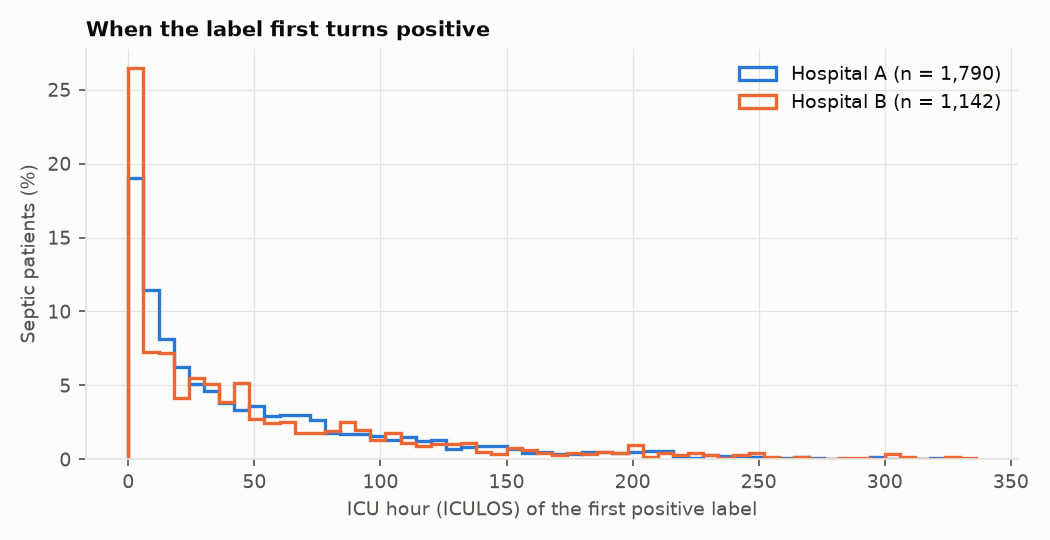 When the label first turns positive
Hospital A (n = 1,790)
Hospital B (n = 1,142)
Septic patients (%)
25
20
15
10
5
0
0 50 100 150 200 250 300 350
ICU hour (ICULOS) of the first positive label